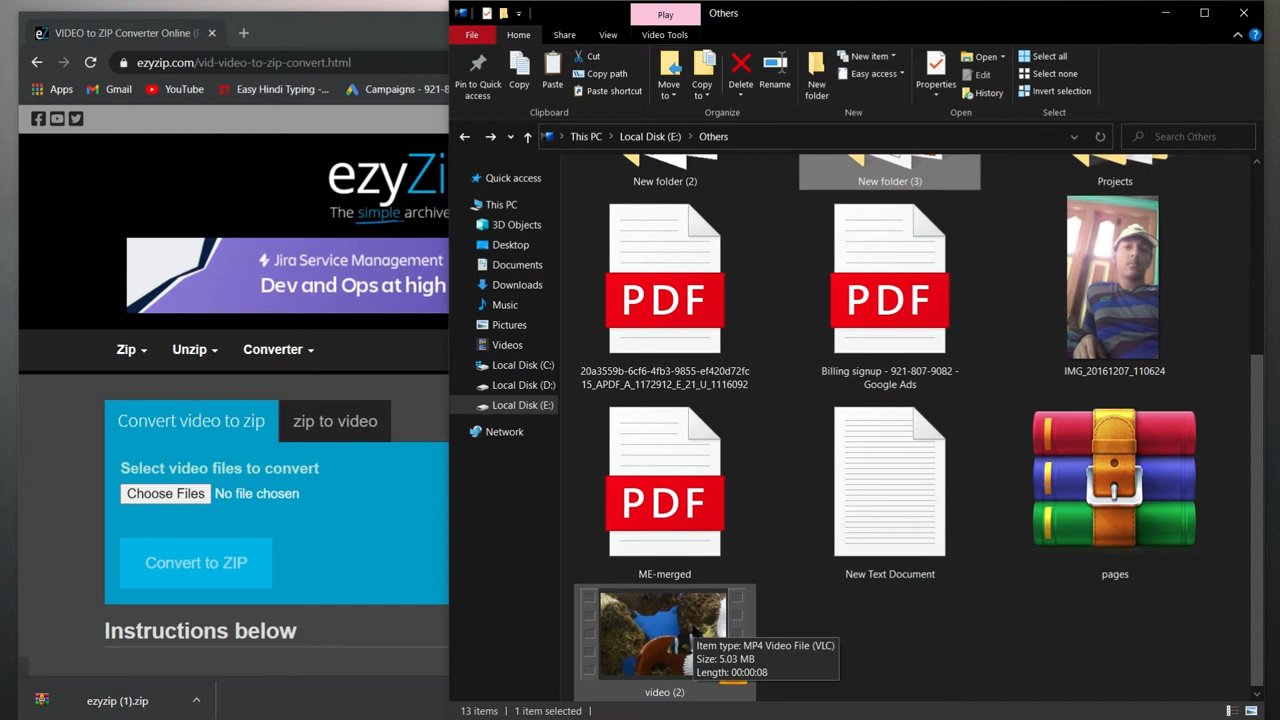 VIDEO to ZIP Converter Online (
ezyzip.com/vid-video-to-zip-convert.html
Apps
Gmail
YouTube
Easy Hindi Typing -...
Campaigns - 921-8
ezyZi
The simple archive
Jira Service Management
Dev and Ops at high
Zip
Unzip
Converter
Convert video to zip
zip to video
Select video files to convert
Choose Files No file chosen
Convert to ZIP
Instructions below
ezyzip (1).zip
Play
Others
File
Home
Share
View
Video Tools
Pin to Quick access
Copy
Paste
Cut
Copy path
Paste shortcut
Clipboard
Move to
Copy to
Delete
Rename
Organize
New folder
New item
Easy access
New
Properties
Open
Edit
History
Open
Select all
Select none
Invert selection
Select
This PC
Local Disk (E:)
Others
Search Others
Quick access
This PC
3D Objects
Desktop
Documents
Downloads
Music
Pictures
Videos
Local Disk (C:)
Local Disk (D:)
Local Disk (E:)
Network
New folder (2)
New folder (3)
Projects
PDF
PDF
20a3559b-6cf6-4fb3-9855-ef420d72fc
15_APDF_A_1172912_E_21_U_1116092
Billing signup - 921-807-9082 -
Google Ads
IMG_20161207_110624
PDF
ME-merged
New Text Document
pages
Item type: MP4 Video File (VLC)
Size: 5.03 MB
Length: 00:00:08
video (2)
13 items
1 item selected